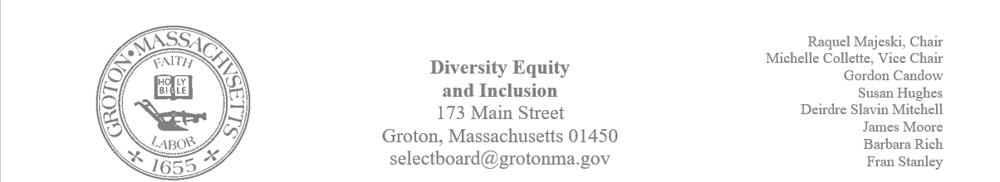 GROTON • MASSACHVSETTS
FAITH
HOLY
BIBLE
LABOR
1655
Diversity Equity
and Inclusion
173 Main Street
Groton, Massachusetts 01450
selectboard@grotonma.gov
Raquel Majeski, Chair
Michelle Collette, Vice Chair
Gordon Candow
Susan Hughes
Deirdre Slavin Mitchell
James Moore
Barbara Rich
Fran Stanley